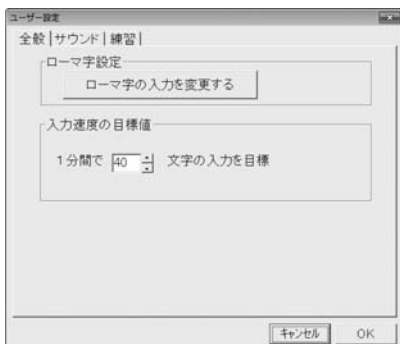 ユーザー設定
全般|サウンド|練習|
ローマ字設定
ローマ字の入力を変更する
入力速度の目標値
1分間で 40 文字の入力を目標
キャンセル OK